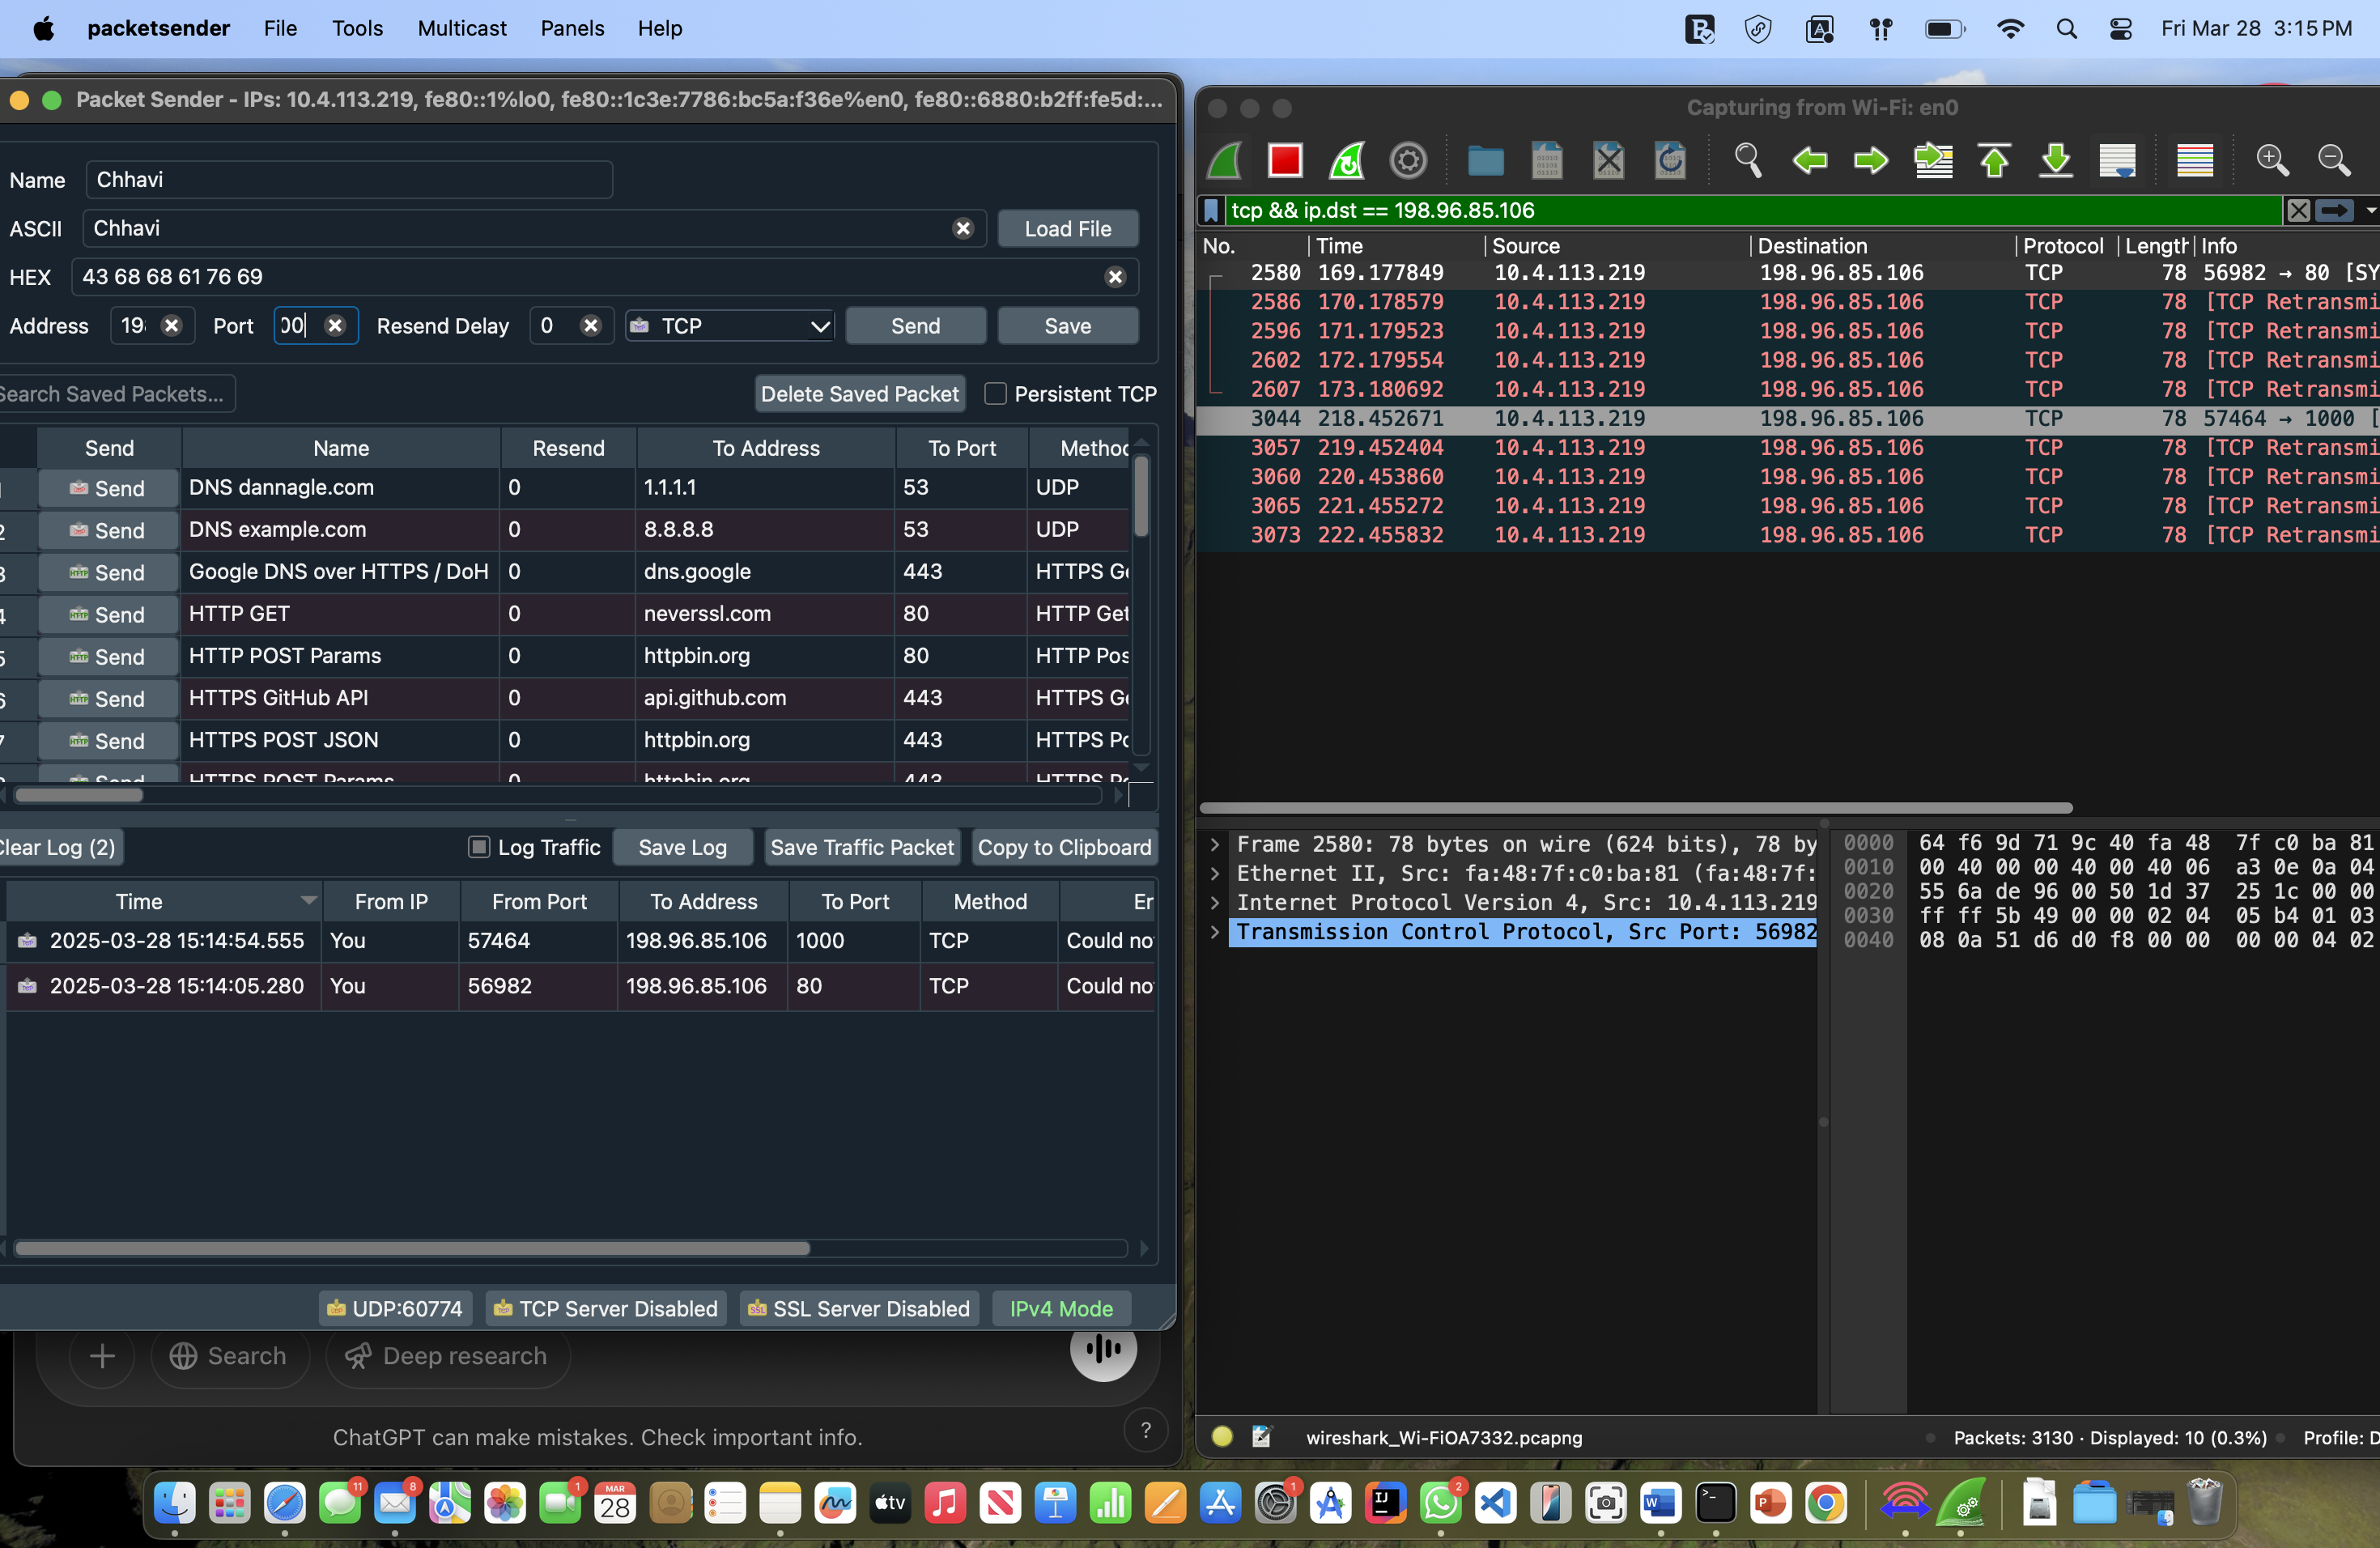 packetsender File Tools Multicast Panels Help Fri Mar 28 3:15 PM
Packet Sender - IPs: 10.4.113.219, fe80::1%lo0, fe80::1c3e:7786:bc5a:f36e%en0, fe80::6880:b2ff:fe5d:...
Name Chhavi
ASCII Chhavi Load File
HEX 43 68 68 61 76 69
Address 19 Port 00 Resend Delay 0 TCP Send Save
Search Saved Packets... Delete Saved Packet Persistent TCP
Send Name Resend To Address To Port Method
1 Send DNS dannagle.com 0 1.1.1.1 53 UDP
2 Send DNS example.com 0 8.8.8.8 53 UDP
3 Send Google DNS over HTTPS / DoH 0 dns.google 443 HTTPS Ge
4 Send HTTP GET 0 neverssl.com 80 HTTP Get
5 Send HTTP POST Params 0 httpbin.org 80 HTTP Pos
6 Send HTTPS GitHub API 0 api.github.com 443 HTTPS Ge
7 Send HTTPS POST JSON 0 httpbin.org 443 HTTPS Po
Send HTTPS POST Params 0 httpbin.org 443 HTTPS Po
Clear Log (2) Log Traffic Save Log Save Traffic Packet Copy to Clipboard
Time From IP From Port To Address To Port Method Er
2025-03-28 15:14:54.555 You 57464 198.96.85.106 1000 TCP Could no
2025-03-28 15:14:05.280 You 56982 198.96.85.106 80 TCP Could no
UDP:60774 TCP Server Disabled SSL Server Disabled IPv4 Mode
Search Deep research
ChatGPT can make mistakes. Check important info. ?
Capturing from Wi-Fi: en0
tcp && ip.dst == 198.96.85.106
No. Time Source Destination Protocol Length Info
2580 169.177849 10.4.113.219 198.96.85.106 TCP 78 56982 → 80 [SY
2586 170.178579 10.4.113.219 198.96.85.106 TCP 78 [TCP Retransmi
2596 171.179523 10.4.113.219 198.96.85.106 TCP 78 [TCP Retransmi
2602 172.179554 10.4.113.219 198.96.85.106 TCP 78 [TCP Retransmi
2607 173.180692 10.4.113.219 198.96.85.106 TCP 78 [TCP Retransmi
3044 218.452671 10.4.113.219 198.96.85.106 TCP 78 57464 → 1000 [
3057 219.452404 10.4.113.219 198.96.85.106 TCP 78 [TCP Retransmi
3060 220.453860 10.4.113.219 198.96.85.106 TCP 78 [TCP Retransmi
3065 221.455272 10.4.113.219 198.96.85.106 TCP 78 [TCP Retransmi
3073 222.455832 10.4.113.219 198.96.85.106 TCP 78 [TCP Retransmi
Frame 2580: 78 bytes on wire (624 bits), 78 by
Ethernet II, Src: fa:48:7f:c0:ba:81 (fa:48:7f:
Internet Protocol Version 4, Src: 10.4.113.219
Transmission Control Protocol, Src Port: 56982
0000 64 f6 9d 71 9c 40 fa 48 7f c0 ba 81
0010 00 40 00 00 40 00 40 06 a3 0e 0a 04
0020 55 6a de 96 00 50 1d 37 25 1c 00 00
0030 ff ff 5b 49 00 00 02 04 05 b4 01 03
0040 08 0a 51 d6 d0 f8 00 00 00 00 04 02
wireshark_Wi-FiOA7332.pcapng Packets: 3130 · Displayed: 10 (0.3%) Profile: D
11 8 1 MAR 28 tv 1 IJ 2 W >_ P